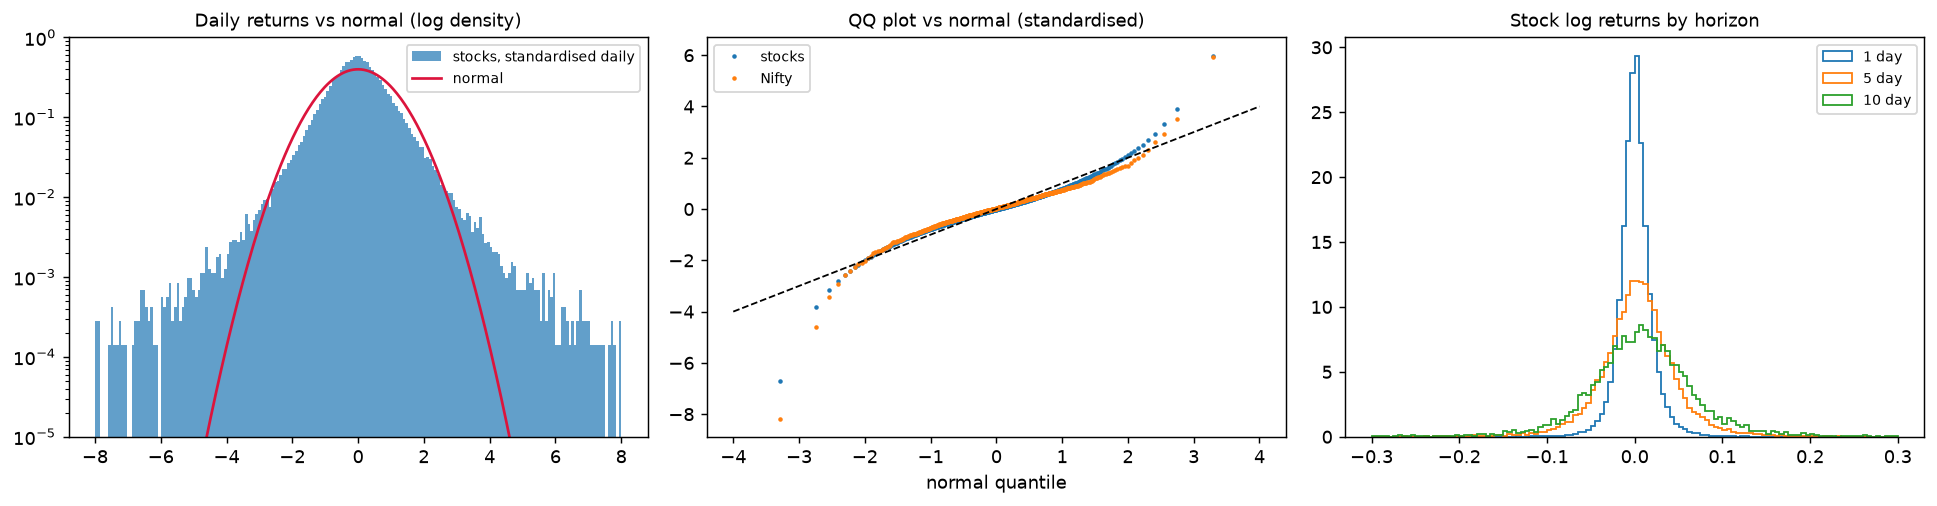 Daily returns vs normal (log density)
10⁰
10⁻¹
10⁻²
10⁻³
10⁻⁴
10⁻⁵
−8 −6 −4 −2 0 2 4 6 8
stocks, standardised daily
normal
QQ plot vs normal (standardised)
6
4
2
0
−2
−4
−6
−8
−4 −3 −2 −1 0 1 2 3 4
normal quantile
stocks
Nifty
Stock log returns by horizon
30
25
20
15
10
5
0
−0.3 −0.2 −0.1 0.0 0.1 0.2 0.3
1 day
5 day
10 day